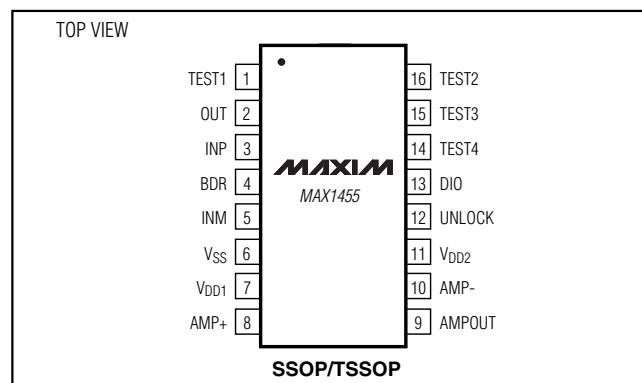 TOP VIEW
TEST1 1
OUT 2
INP 3
BDR 4
INM 5
VSS 6
VDD1 7
AMP+ 8
MAXIM
MAX1455
16 TEST2
15 TEST3
14 TEST4
13 DIO
12 UNLOCK
11 VDD2
10 AMP-
9 AMPOUT
SSOP/TSSOP